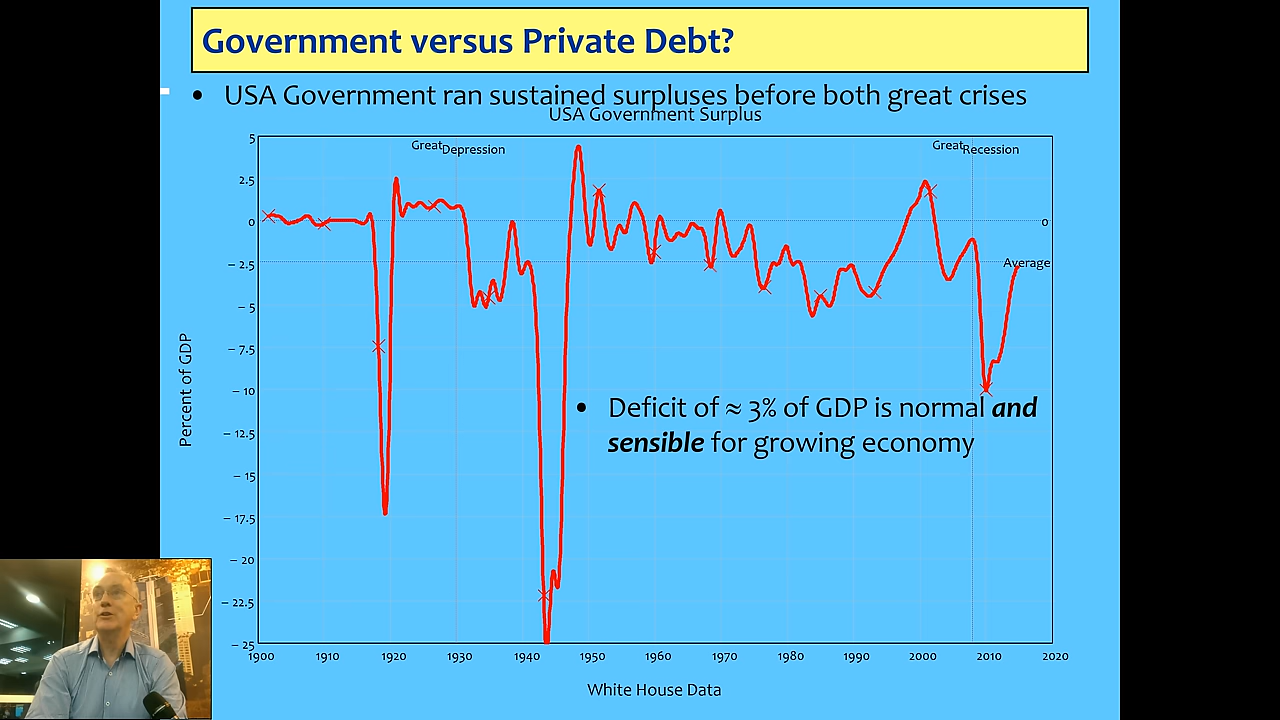 Government versus Private Debt?
• USA Government ran sustained surpluses before both great crises
USA Government Surplus
Great Depression
Great Recession
5
2.5
0
– 2.5
– 5
– 7.5
– 10
– 12.5
– 15
– 17.5
– 20
– 22.5
– 25
0
Average
Percent of GDP
• Deficit of ≈ 3% of GDP is normal and
sensible for growing economy
1900 1910 1920 1930 1940 1950 1960 1970 1980 1990 2000 2010 2020
White House Data